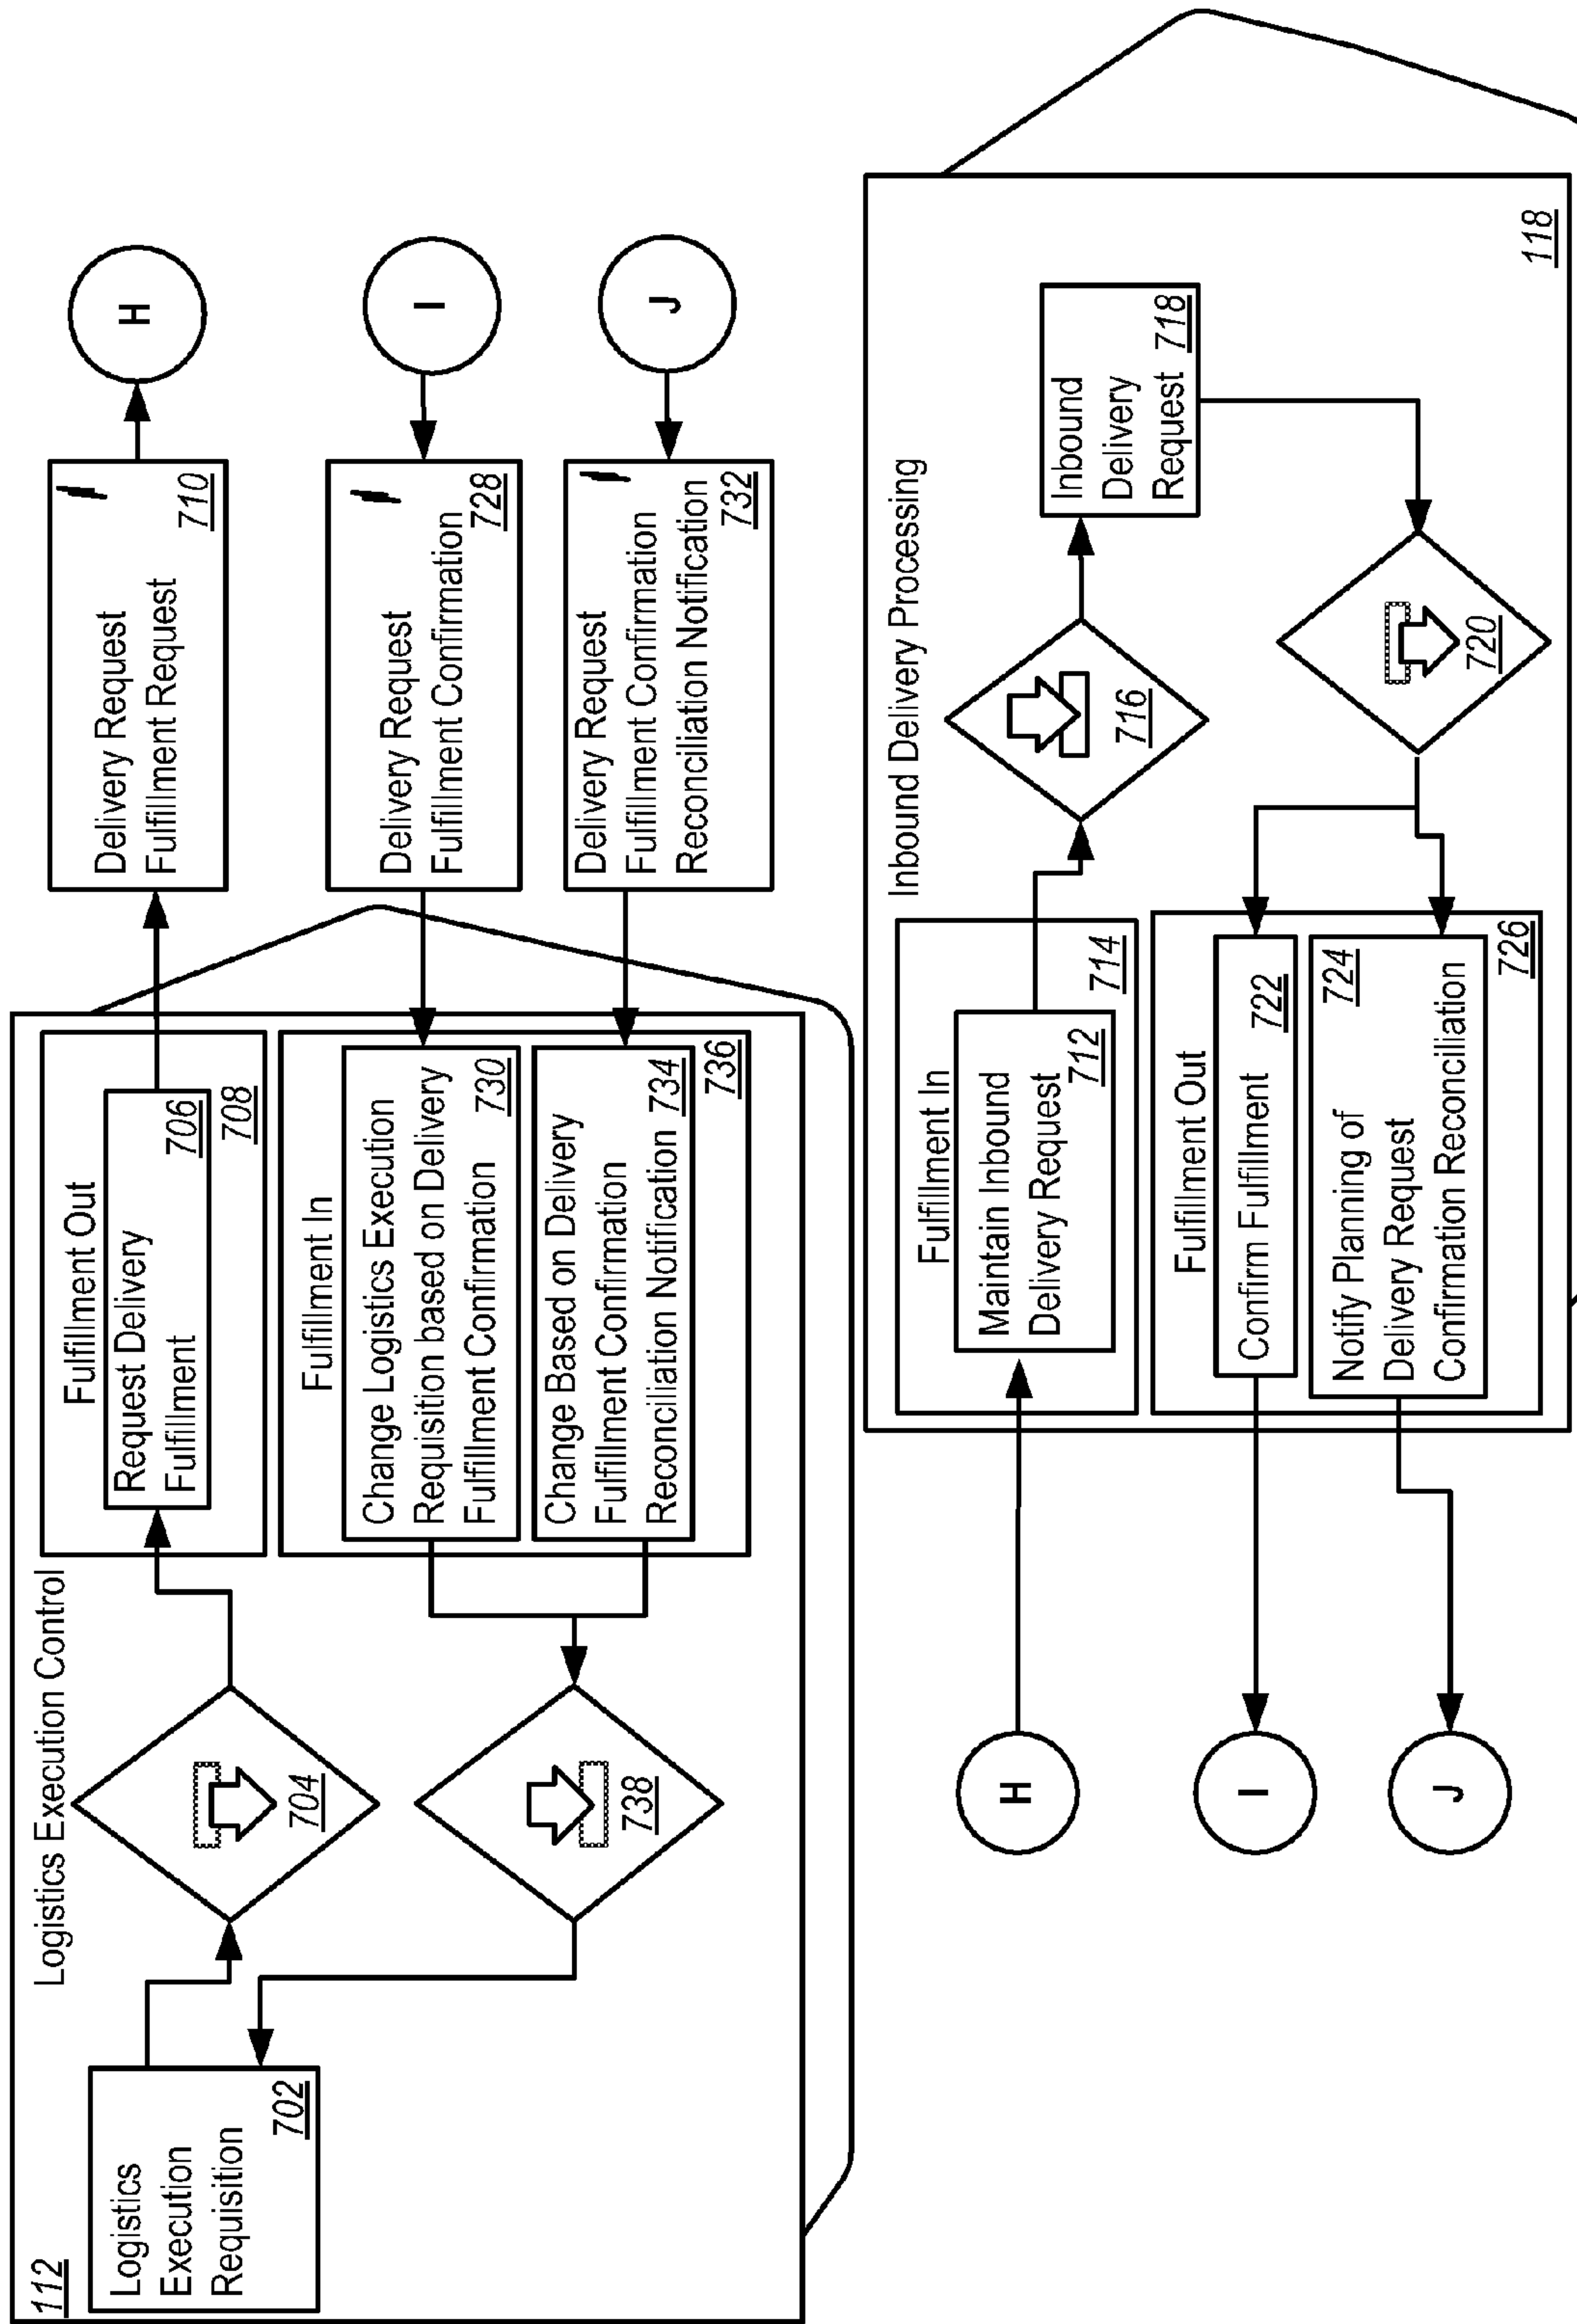 112
Logistics Execution Control
Logistics
Execution
Requisition
702
704
Fulfillment Out
Request Delivery
Fulfillment
706
708
Delivery Request
Fulfillment Request
710
H
738
Fulfillment In
Change Logistics Execution
Requisition based on Delivery
Fulfillment Confirmation
730
Change Based on Delivery
Fulfillment Confirmation
Reconciliation Notification 734
736
Delivery Request
Fulfillment Confirmation
728
I
Delivery Request
Fulfillment Confirmation
Reconciliation Notification
732
J
Inbound Delivery Processing
H
Fulfillment In
Maintain Inbound
Delivery Request
712
714
716
Inbound
Delivery
Request 718
I
Fulfillment Out
Confirm Fulfillment 722
J
Notify Planning of
Delivery Request
Confirmation Reconciliation
724
726
720
118